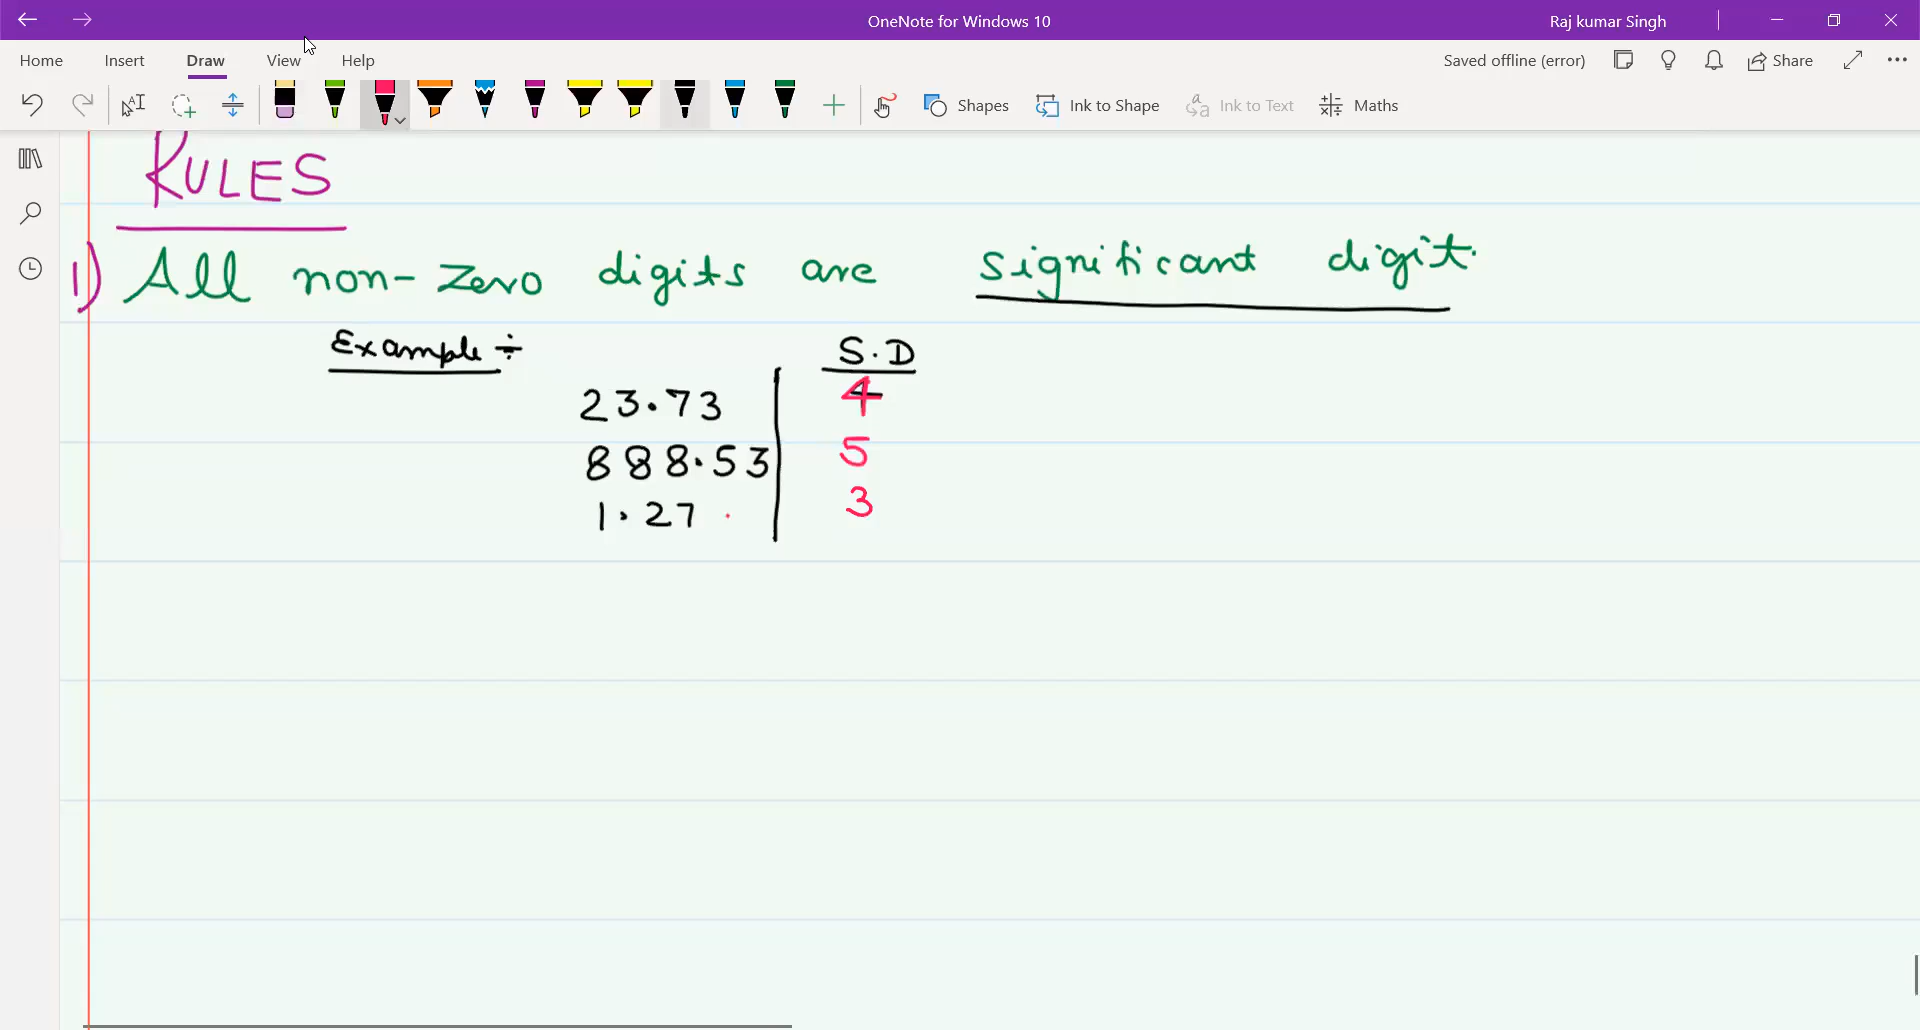 OneNote for Windows 10
Raj kumar Singh
Home Insert Draw View Help
Saved offline (error) Share
Shapes Ink to Shape Ink to Text Maths
RULES
1) All non-zero digits are significant digit.
Example ÷ S.D
23.73 4
888.53 5
1.27 3